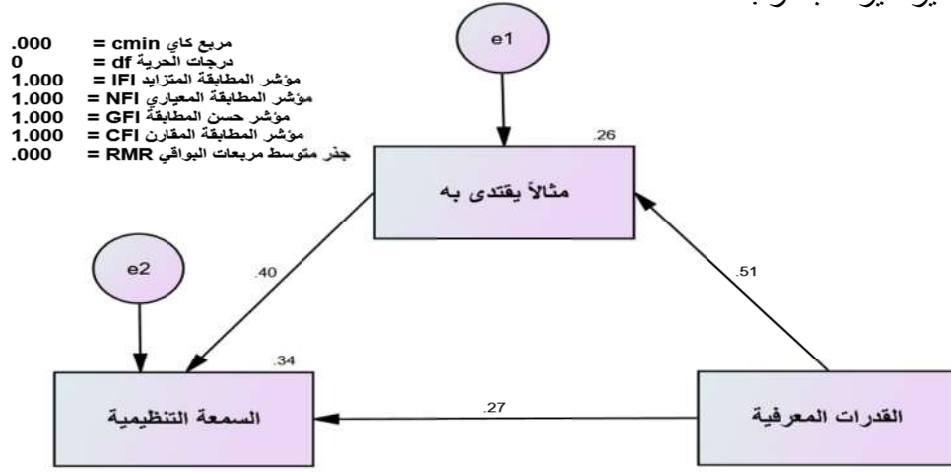 مربع كاي cmin = .000
درجات الحرية df = 0
مؤشر المطابقة المتزايد IFI = 1.000
مؤشر المطابقة المعياري NFI = 1.000
مؤشر حسن المطابقة GFI = 1.000
مؤشر المطابقة المقارن CFI = 1.000
جذر متوسط مربعات البواقي RMR = .000
e1
.26
مثالاً يقتدى به
e2
.40
.51
.34
السمعة التنظيمية
.27
القدرات المعرفية